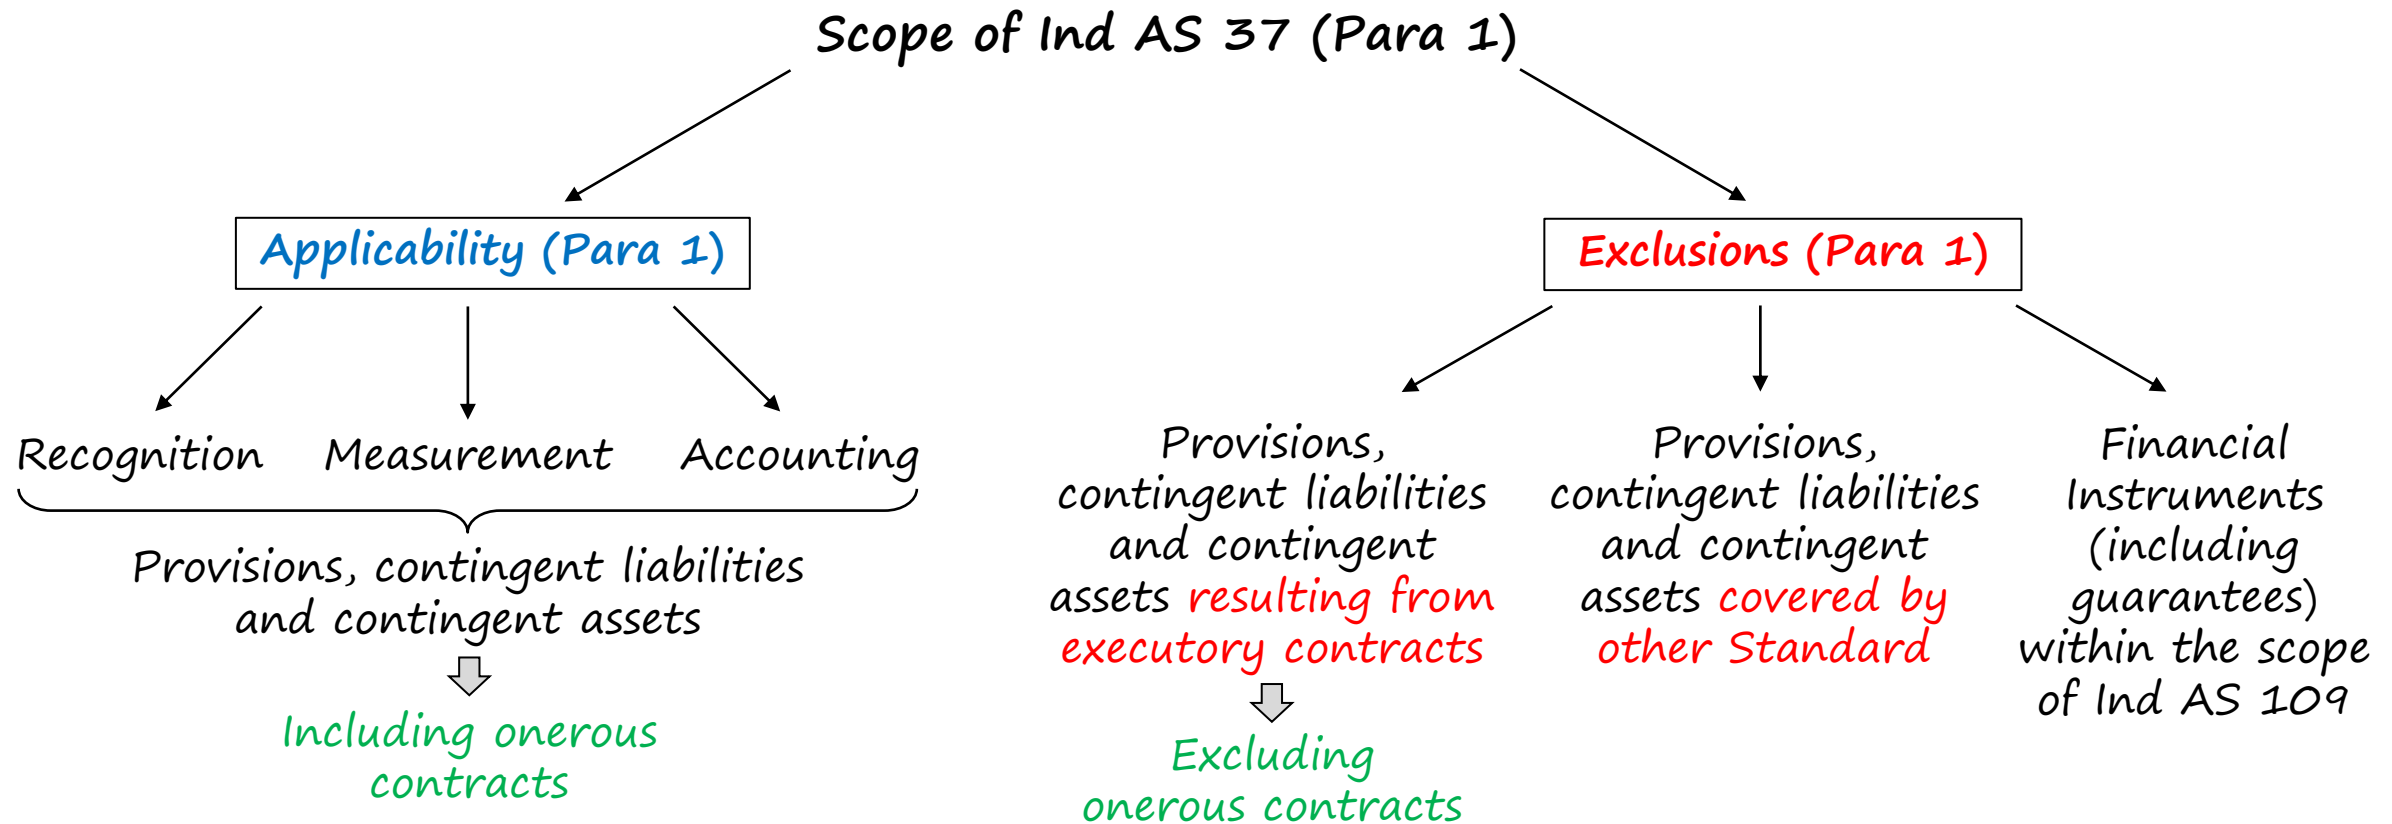 Scope of Ind AS 37 (Para 1)
Applicability (Para 1)
Recognition
Measurement
Accounting
Provisions, contingent liabilities
and contingent assets
Including onerous
contracts
Exclusions (Para 1)
Provisions,
contingent liabilities
and contingent
assets resulting from
executory contracts
Excluding
onerous contracts
Provisions,
contingent liabilities
and contingent
assets covered by
other Standard
Financial
Instruments
(including
guarantees)
within the scope
of Ind AS 109